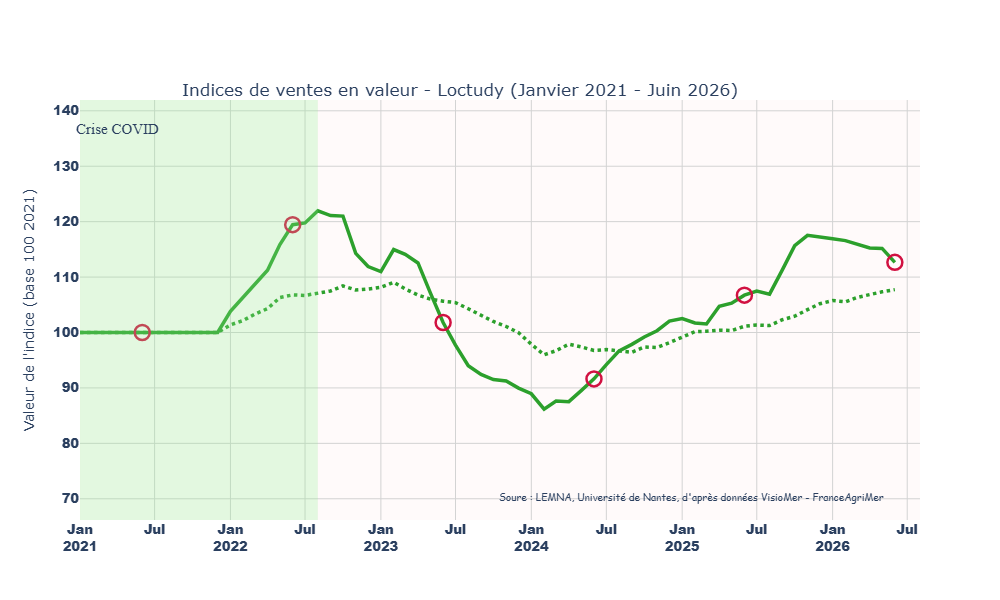 Indices de ventes en valeur - Loctudy (Janvier 2021 - Juin 2026)
140
Crise COVID
130
120
110
100
90
80
70
Valeur de l'indice (base 100 2021)
Soure : LEMNA, Université de Nantes, d'après données VisioMer - FranceAgriMer
Jan Jul Jan Jul Jan Jul Jan Jul Jan Jul Jan Jul
2021 2022 2023 2024 2025 2026